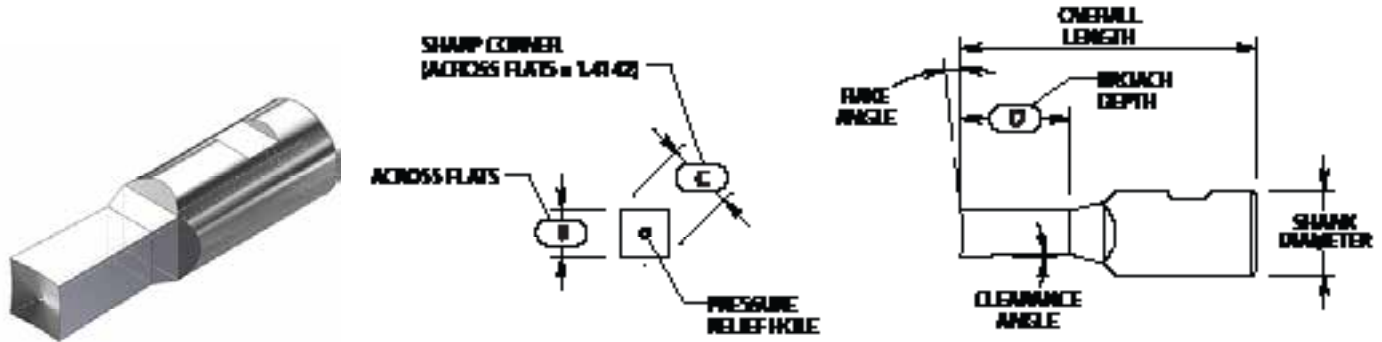 SHARP CORNER
(ACROSS FLATS x 1.4142)
C
ACROSS FLATS
PRESSURE
RELIEF HOLE
OVERALL
LENGTH
RAKE
ANGLE
BROACH
DEPTH
D
SHANK
DIAMETER
CLEARANCE
ANGLE